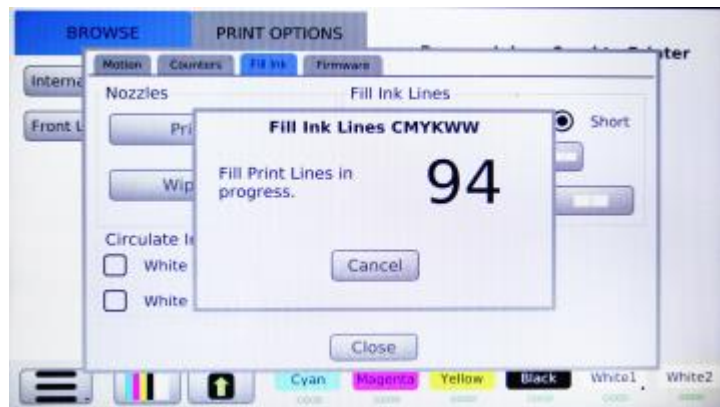 BROWSE
PRINT OPTIONS
Motion
Counters
Fill Ink
Firmware
Nozzles
Fill Ink Lines
Short
Fill Ink Lines CMYKWW
Fill Print Lines in
progress.
94
Cancel
Circulate
White
White
Close
Cyan
Magenta
Yellow
Black
White1
White2